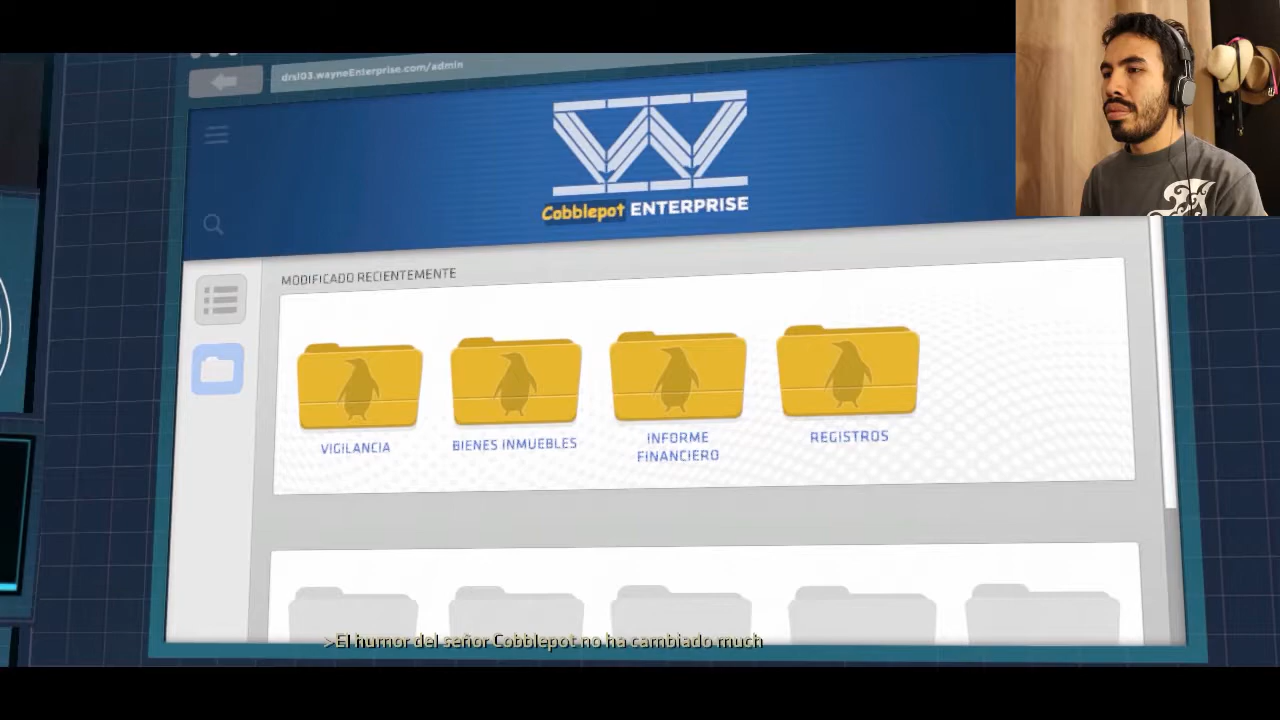 drsl03.wayneEnterprise.com/admin
W
Cobblepot ENTERPRISE
MODIFICADO RECIENTEMENTE
VIGILANCIA
BIENES INMUEBLES
INFORME
FINANCIERO
REGISTROS
>El humor del señor Cobblepot no ha cambiado much